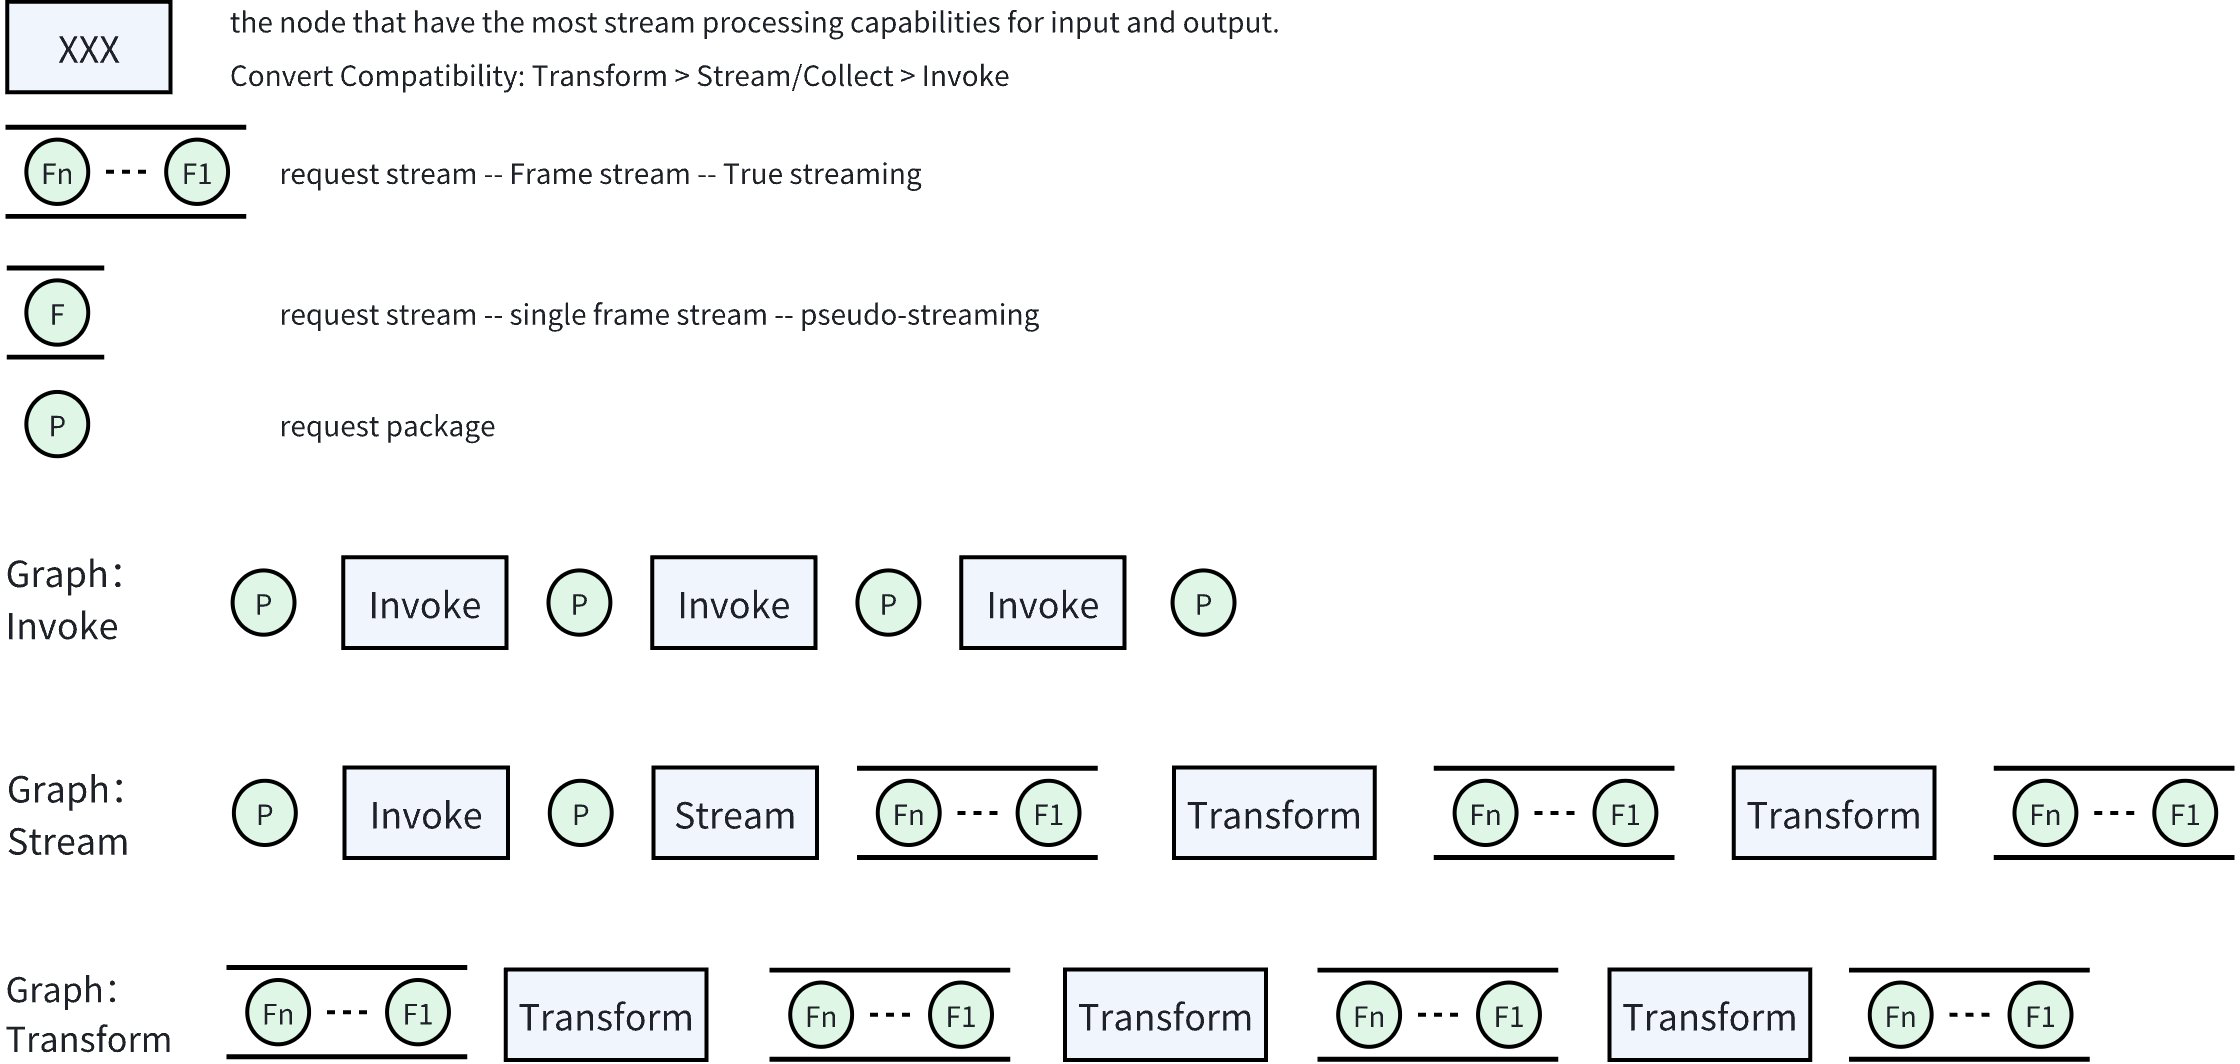 XXX
the node that have the most stream processing capabilities for input and output.
Convert Compatibility: Transform > Stream/Collect > Invoke
Fn --- F1
request stream -- Frame stream -- True streaming
F
request stream -- single frame stream -- pseudo-streaming
P
request package
Graph:
Invoke
P Invoke P Invoke P Invoke P
Graph:
Stream
P Invoke P Stream Fn --- F1 Transform Fn --- F1 Transform Fn --- F1
Graph:
Transform
Fn --- F1 Transform Fn --- F1 Transform Fn --- F1 Transform Fn --- F1